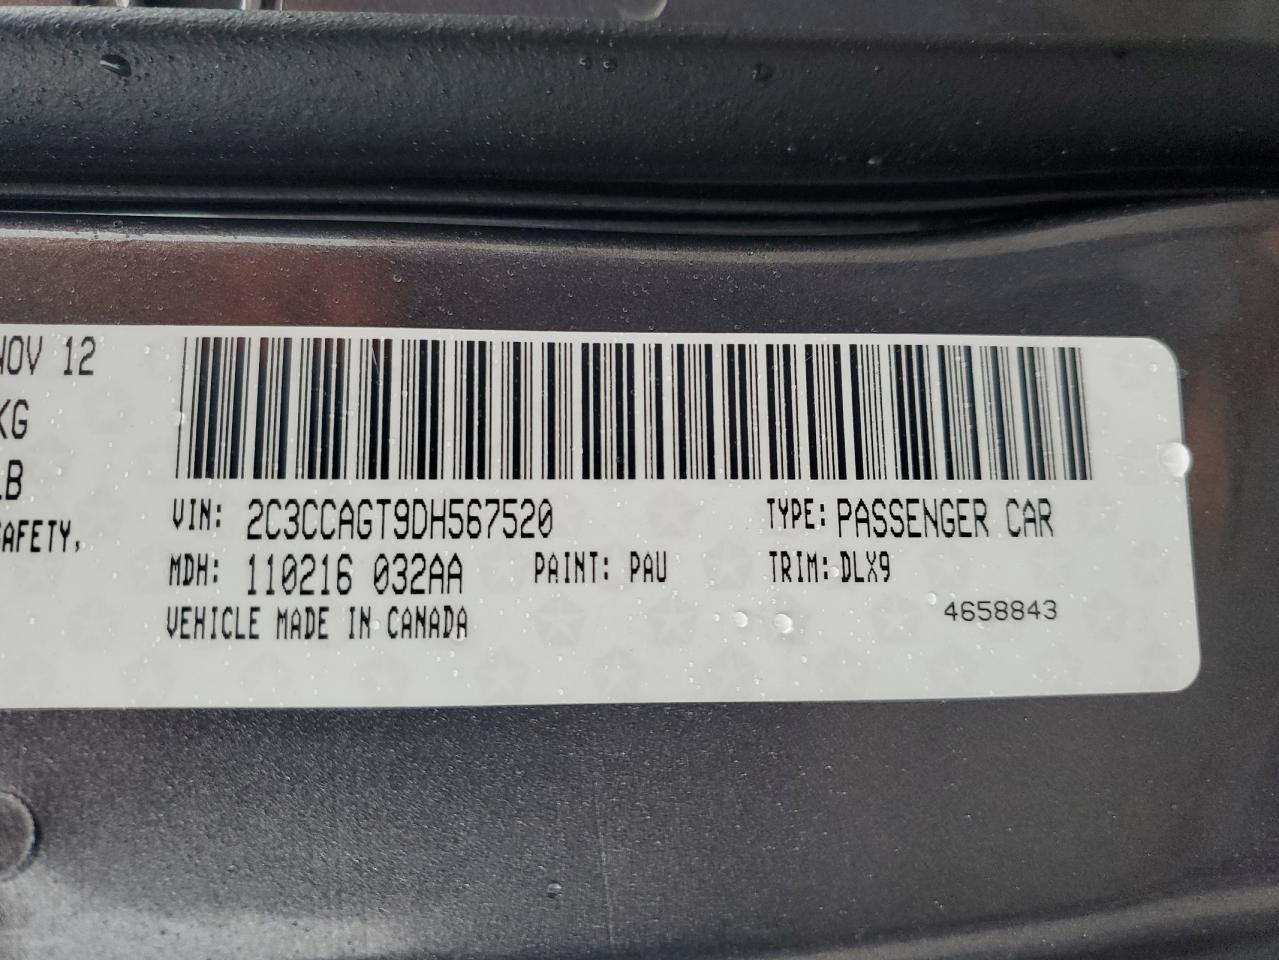 NOV 12
KG
LB
SAFETY,
VIN: 2C3CCAGT9DH567520 TYPE: PASSENGER CAR
MDH: 110216 032AA PAINT: PAU TRIM: DLX9
VEHICLE MADE IN CANADA
4658843